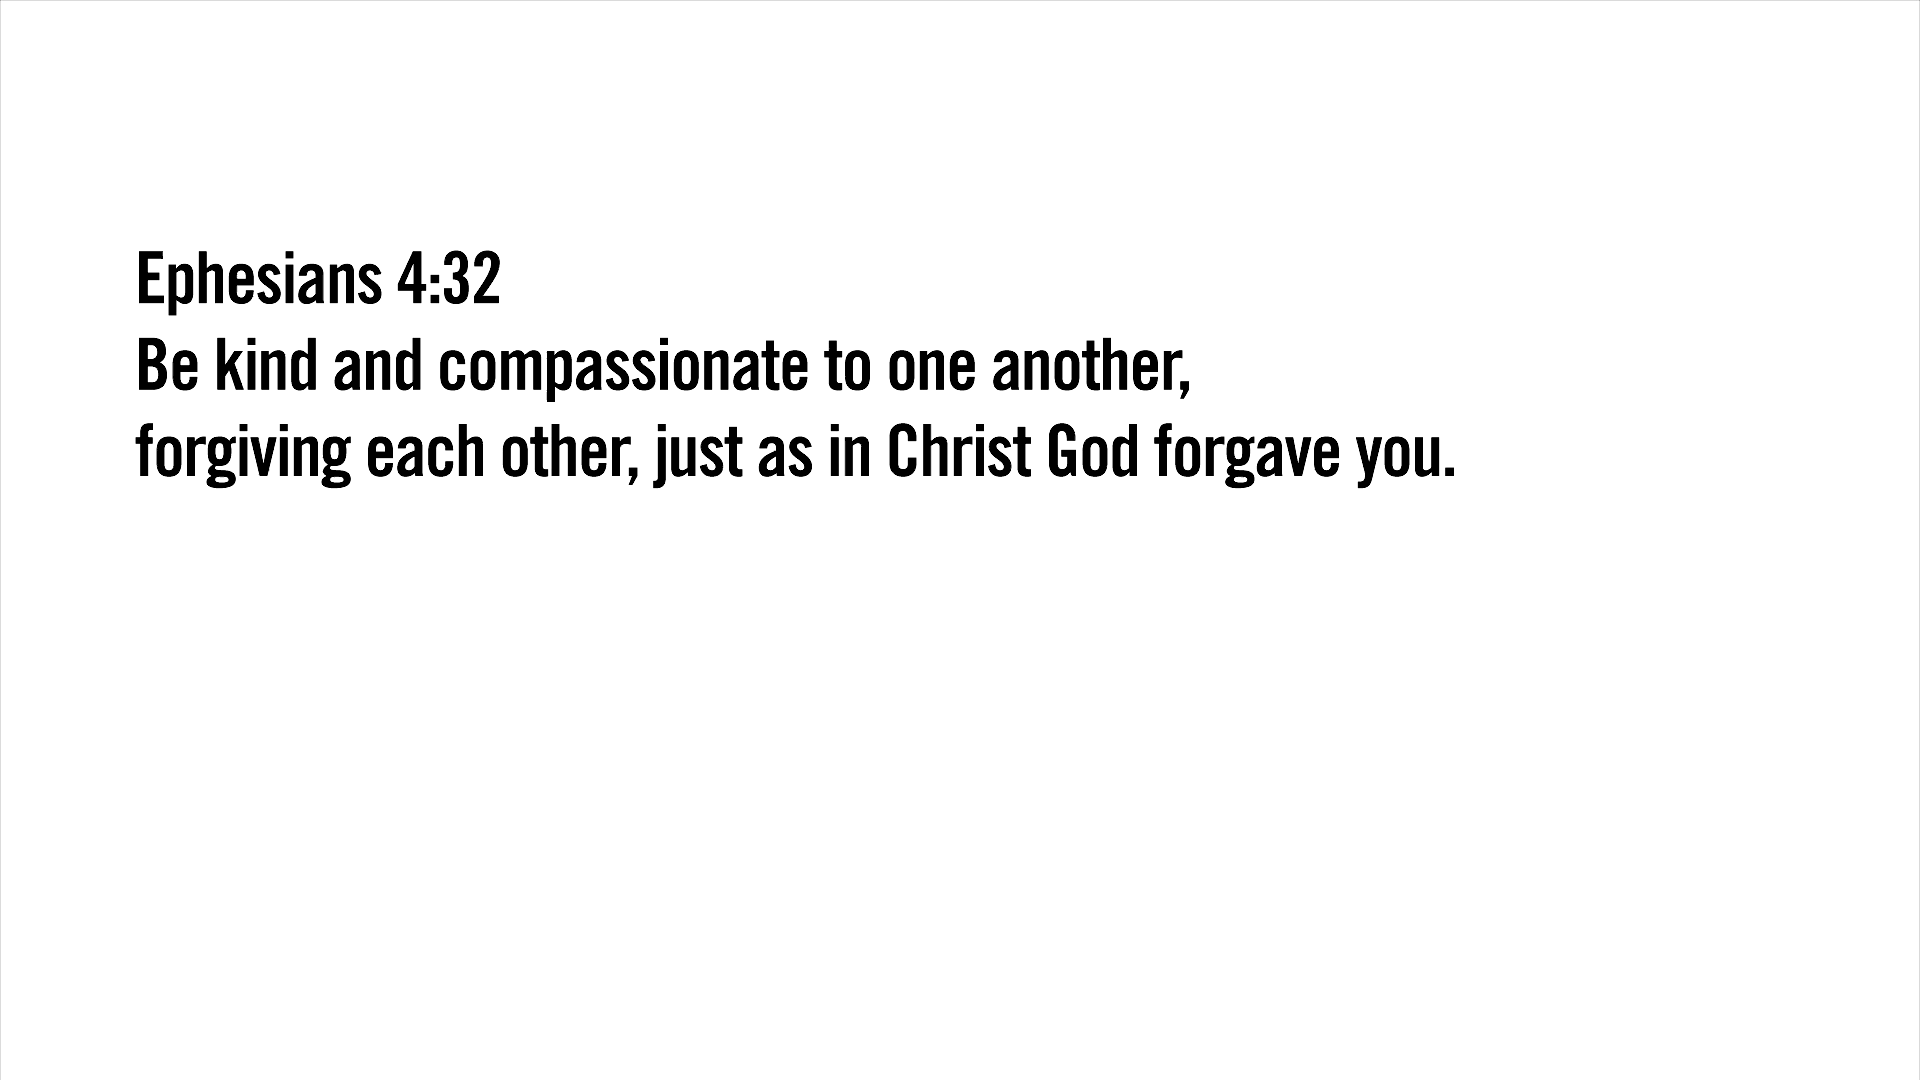 Ephesians 4:32
Be kind and compassionate to one another,
forgiving each other, just as in Christ God forgave you.